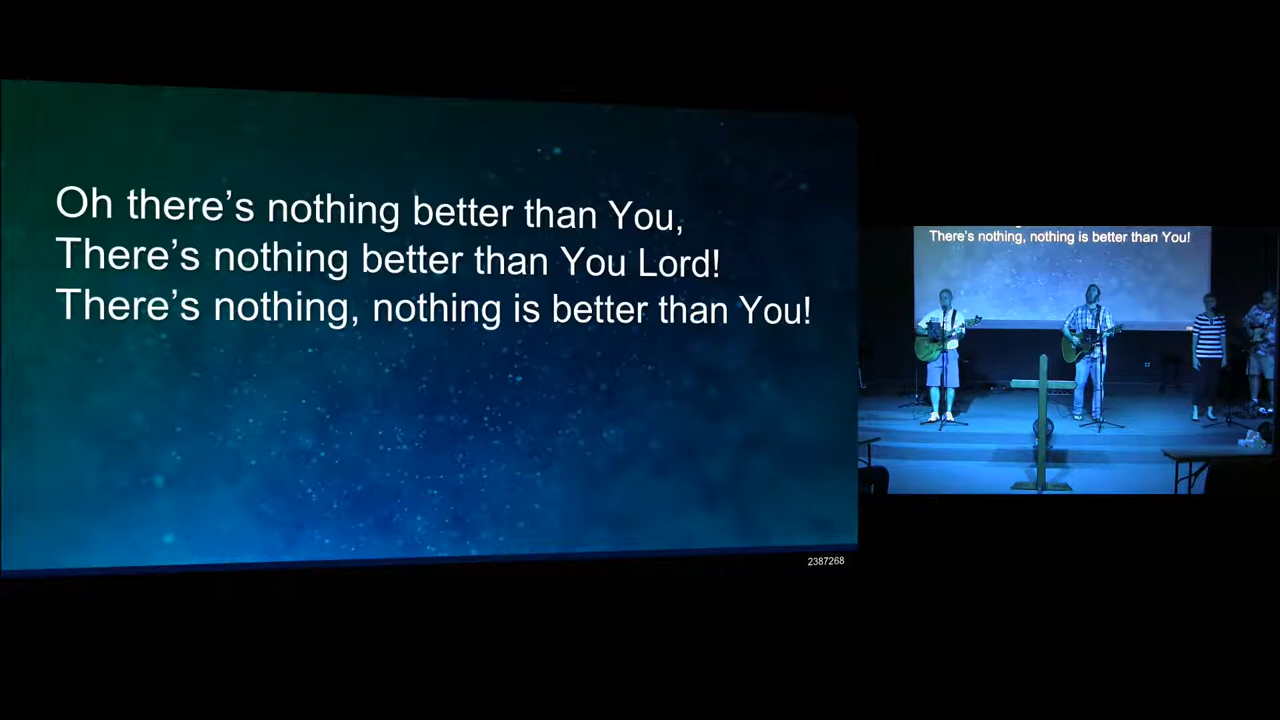 Oh there’s nothing better than You,
There’s nothing better than You Lord!
There’s nothing, nothing is better than You!
2387268
There's nothing, nothing is better than You!